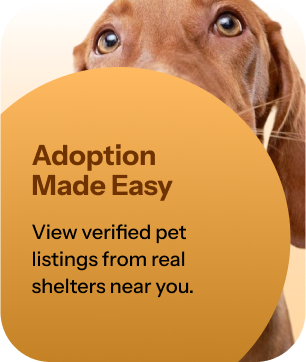 Adoption
Made Easy
View verified pet
listings from real
shelters near you.